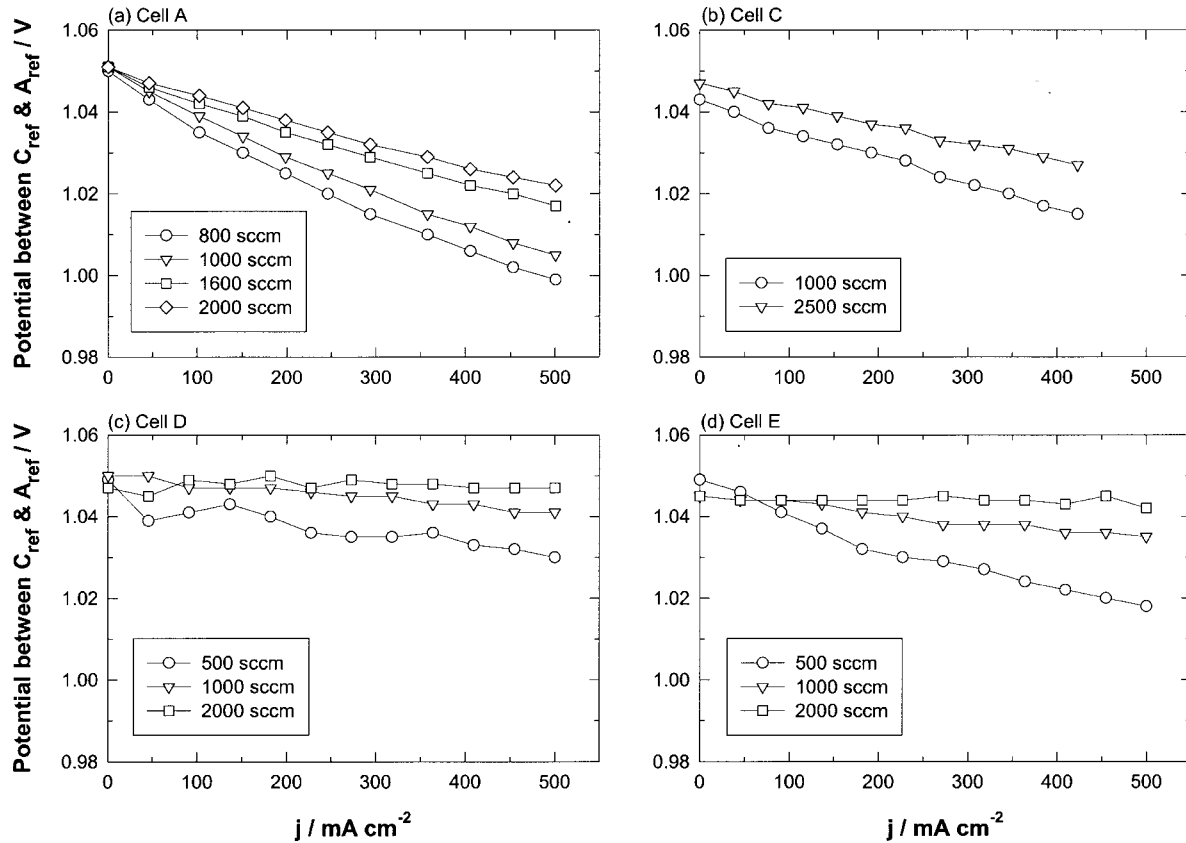 (a) Cell A
Potential between C_ref & A_ref / V
1.06
1.04
1.02
1.00
0.98
800 sccm
1000 sccm
1600 sccm
2000 sccm
0 100 200 300 400 500
(b) Cell C
1.06
1.04
1.02
1.00
0.98
1000 sccm
2500 sccm
0 100 200 300 400 500
(c) Cell D
Potential between C_ref & A_ref / V
1.06
1.04
1.02
1.00
0.98
500 sccm
1000 sccm
2000 sccm
0 100 200 300 400 500
j / mA cm⁻²
(d) Cell E
1.06
1.04
1.02
1.00
0.98
500 sccm
1000 sccm
2000 sccm
0 100 200 300 400 500
j / mA cm⁻²